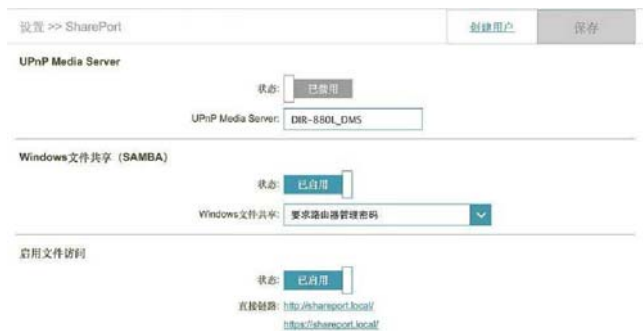 设置 >> SharePort
创建用户
保存
UPnP Media Server
状态: 已禁用
UPnP Media Server: DIR-880L_DMS
Windows文件共享（SAMBA）
状态: 已启用
Windows文件共享: 要求路由器管理密码
启用文件访问
状态: 已启用
直接链路: http://shareport.local/
https://shareport.local/